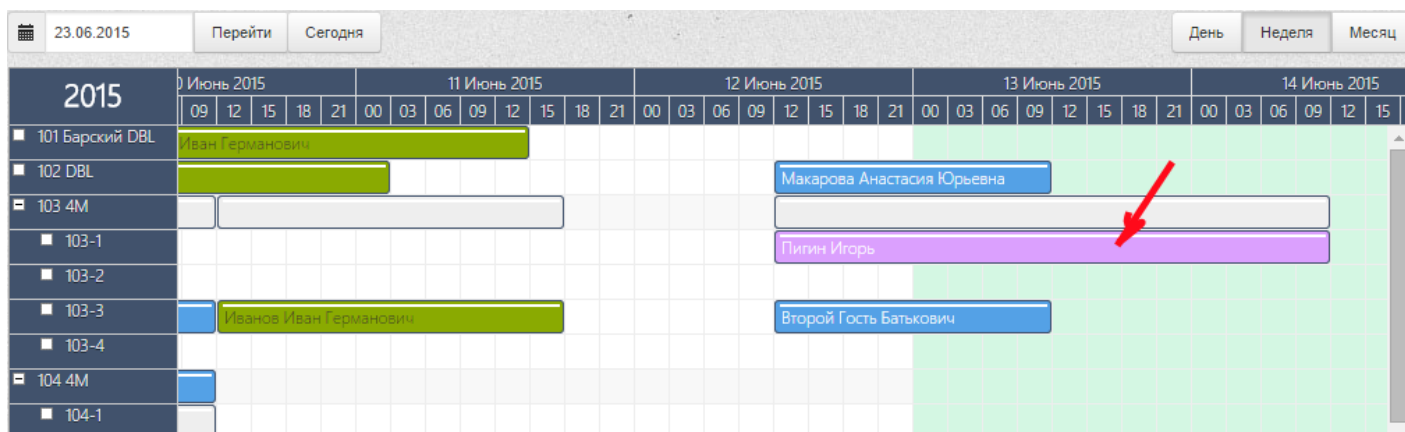 23.06.2015 Перейти Сегодня День Неделя Месяц
2015 Июнь 2015 11 Июнь 2015 12 Июнь 2015 13 Июнь 2015 14 Июнь 2015
09 12 15 18 21 00 03 06 09 12 15 18 21 00 03 06 09 12 15 18 21 00 03 06 09 12 15 18 21 00 03 06 09 12 15
101 Барский DBL Иван Германович
102 DBL Макарова Анастасия Юрьевна
103 4М
103-1 Пигин Игорь
103-2
103-3 Иванов Иван Германович Второй Гость Батькович
103-4
104 4М
104-1